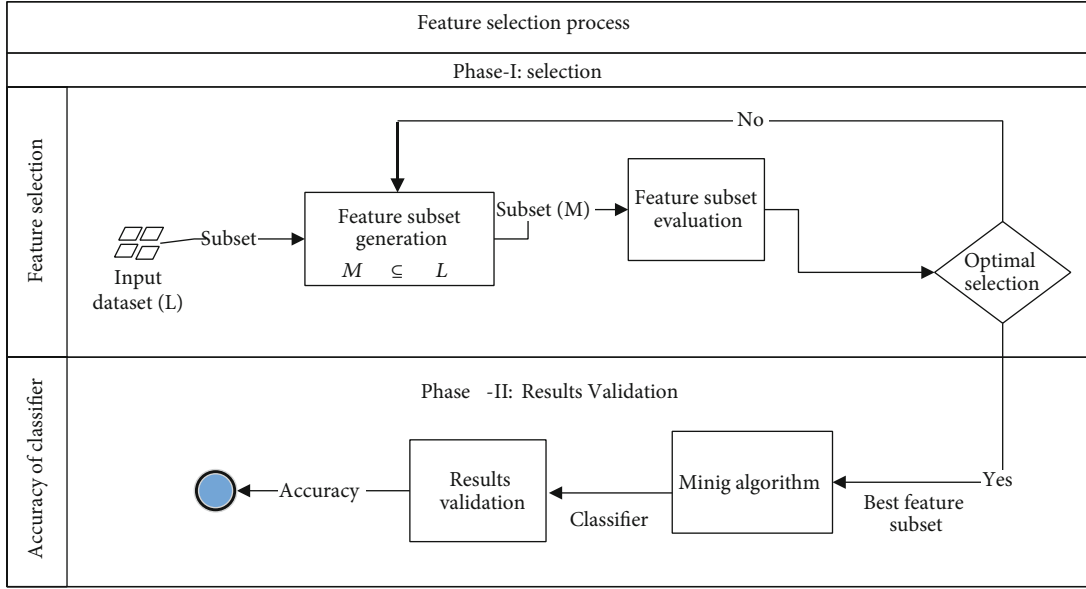 Feature selection process
Phase-I: selection
Feature selection
No
Input
dataset (L)
Subset
Feature subset
generation
M ⊆ L
Subset (M)
Feature subset
evaluation
Optimal
selection
Accuracy of classifier
Phase -II: Results Validation
Yes
Best feature
subset
Minig algorithm
Classifier
Results
validation
Accuracy